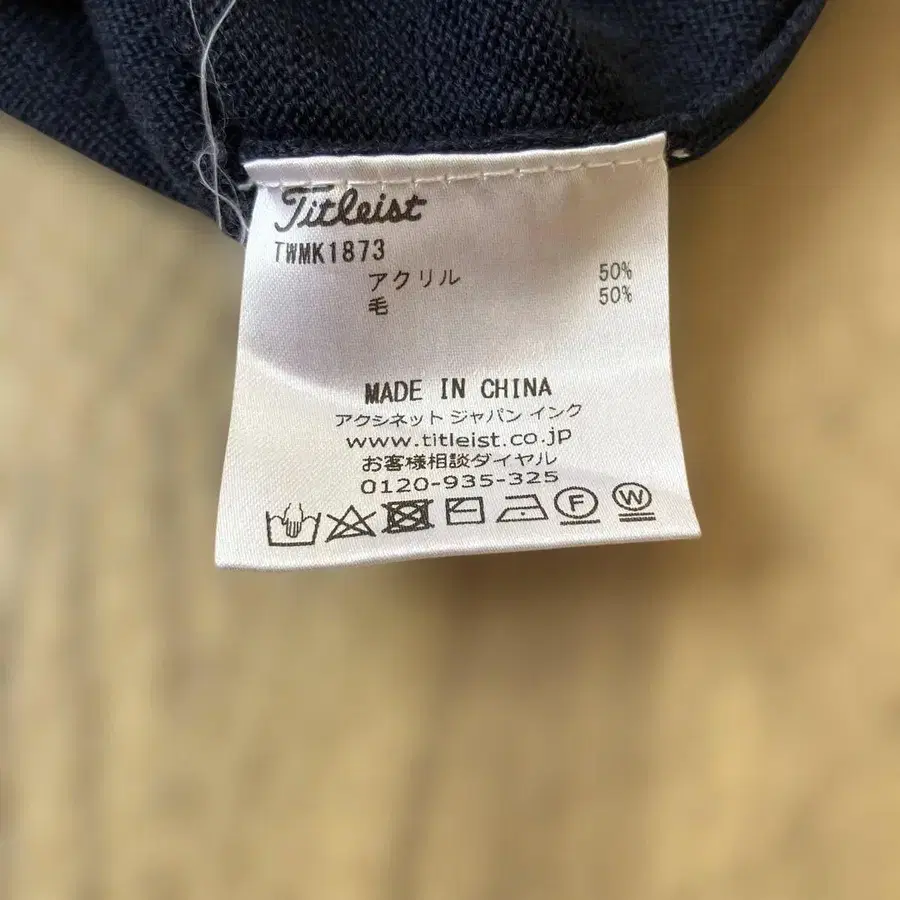 Titleist
TWMK1873
アクリル 50%
毛 50%
MADE IN CHINA
アクシネット ジャパン インク
www.titleist.co.jp
お客様相談ダイヤル
0120-935-325
F W